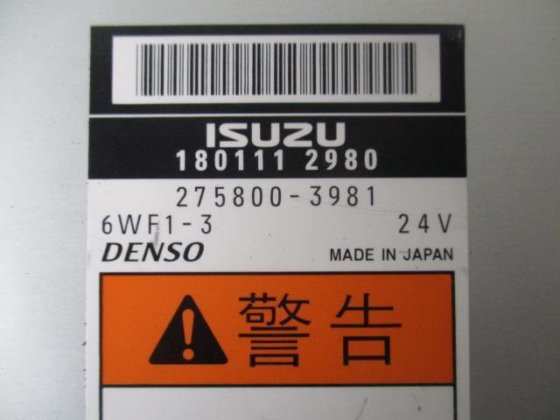 ISUZU
180111 2980
275800-3981
6WF1-3 24V
DENSO MADE IN JAPAN
警告